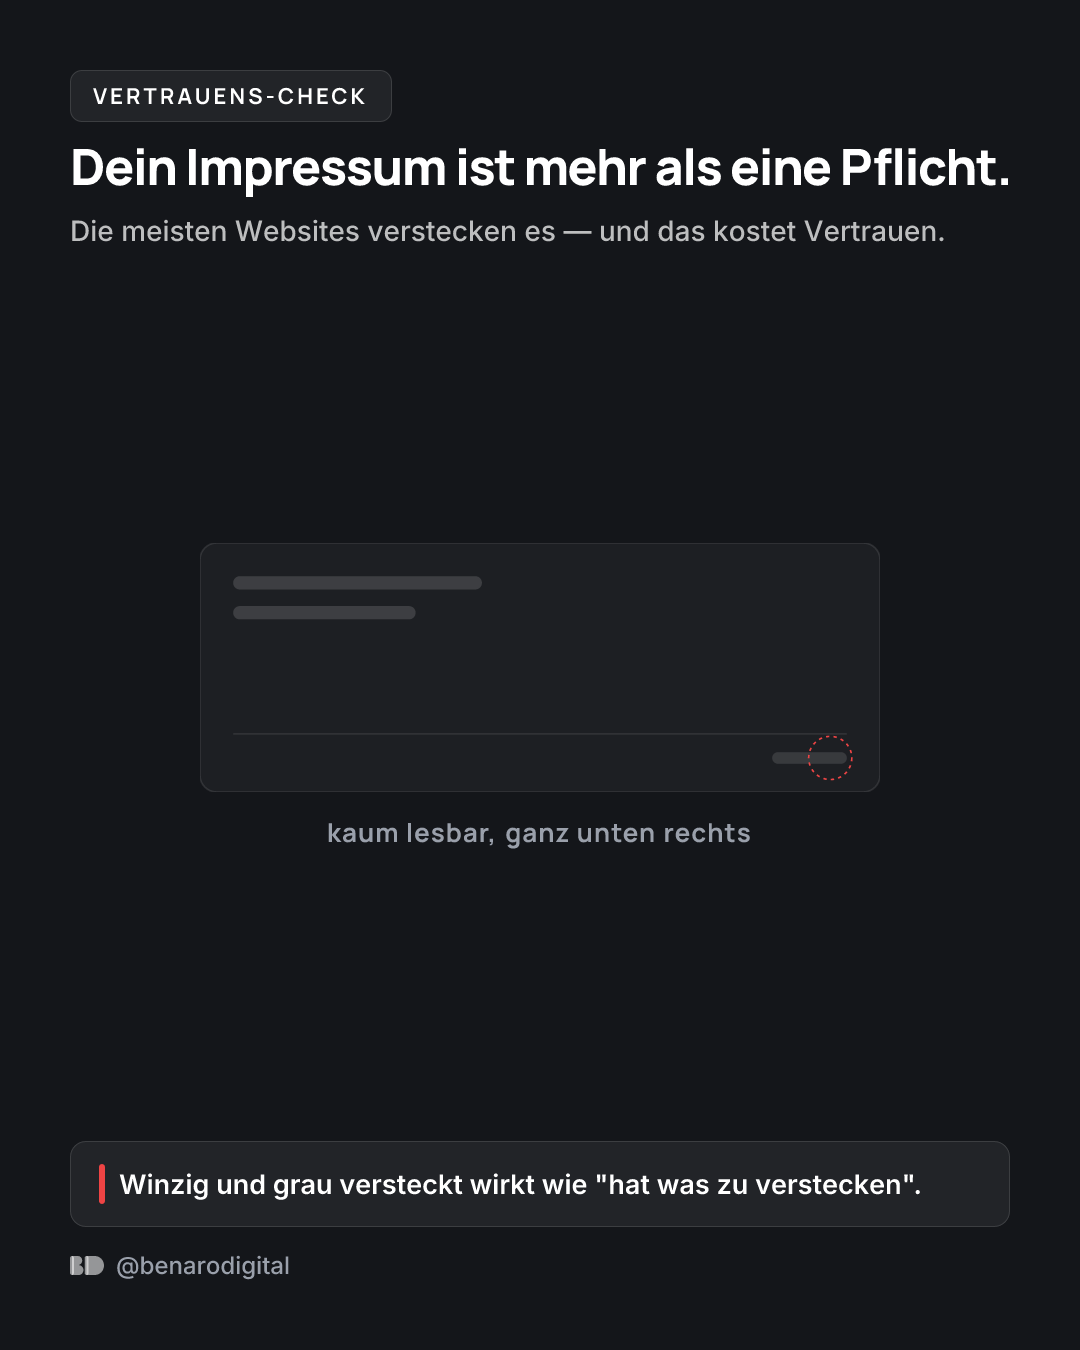 VERTRAUENS-CHECK
Dein Impressum ist mehr als eine Pflicht.
Die meisten Websites verstecken es — und das kostet Vertrauen.
kaum lesbar, ganz unten rechts
Winzig und grau versteckt wirkt wie "hat was zu verstecken".
BD @benarodigital